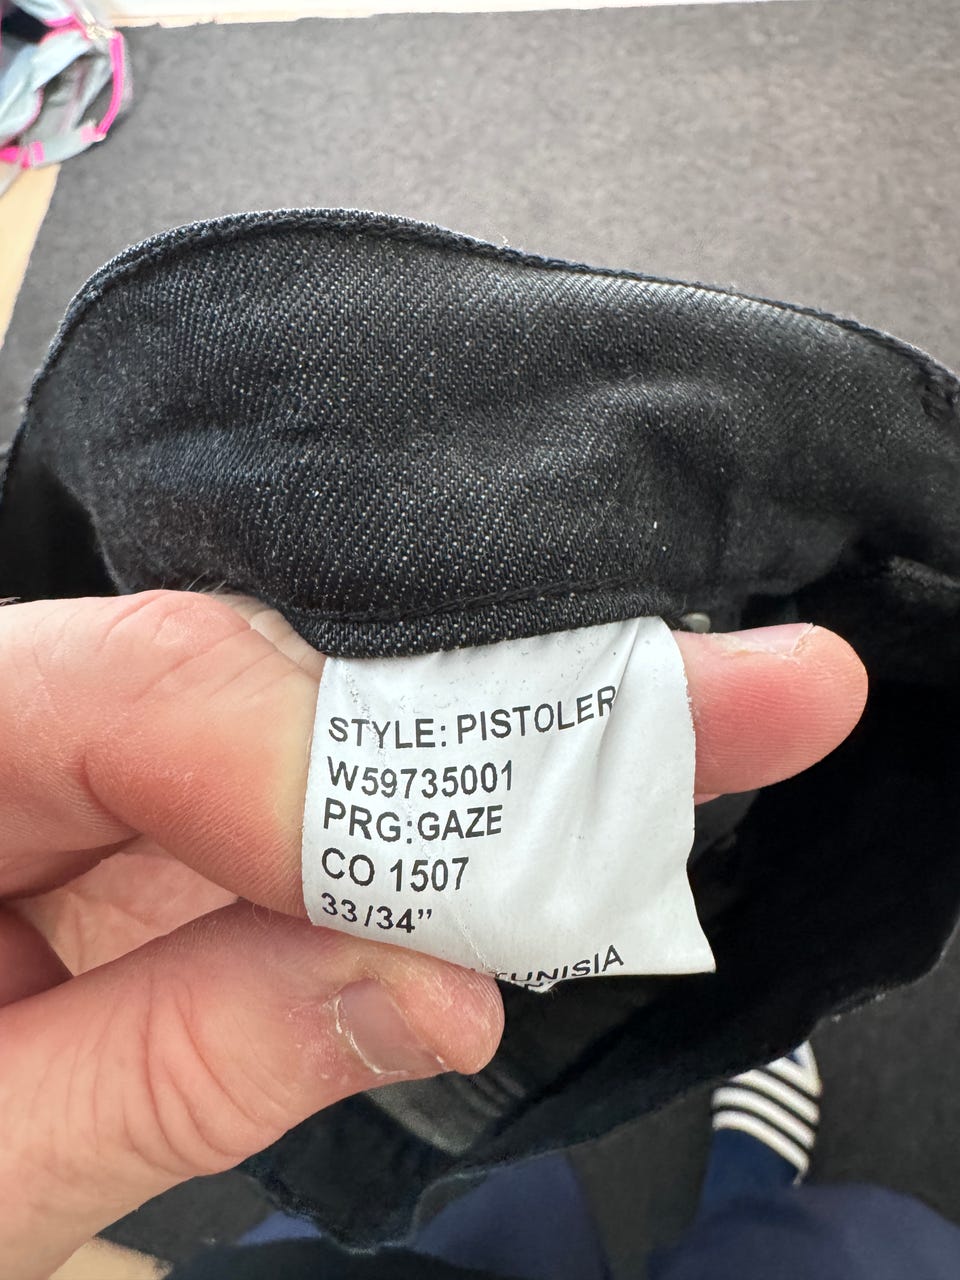 STYLE: PISTOLER
W59735001
PRG:GAZE
CO 1507
33/34”
TUNISIA